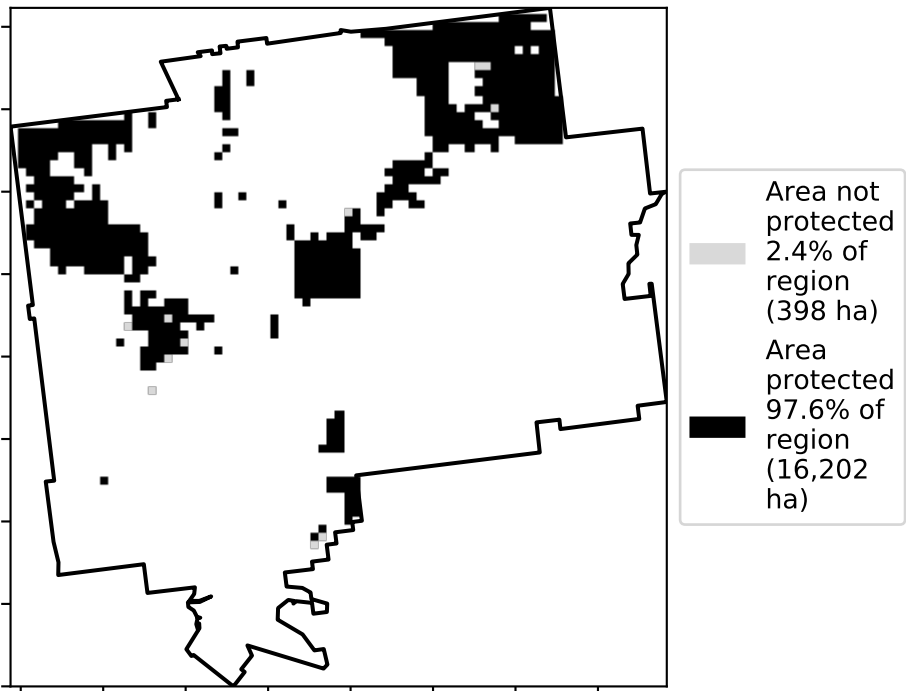 Area not
protected
2.4% of
region
(398 ha)
Area
protected
97.6% of
region
(16,202
ha)